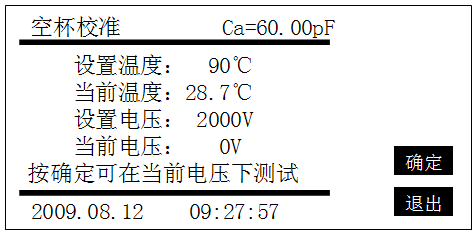 空杯校准 Ca=60.00pF
设置温度： 90℃
当前温度：28.7℃
设置电压： 2000V
当前电压： 0V
按确定可在当前电压下测试
确定
2009.08.12 09:27:57
退出